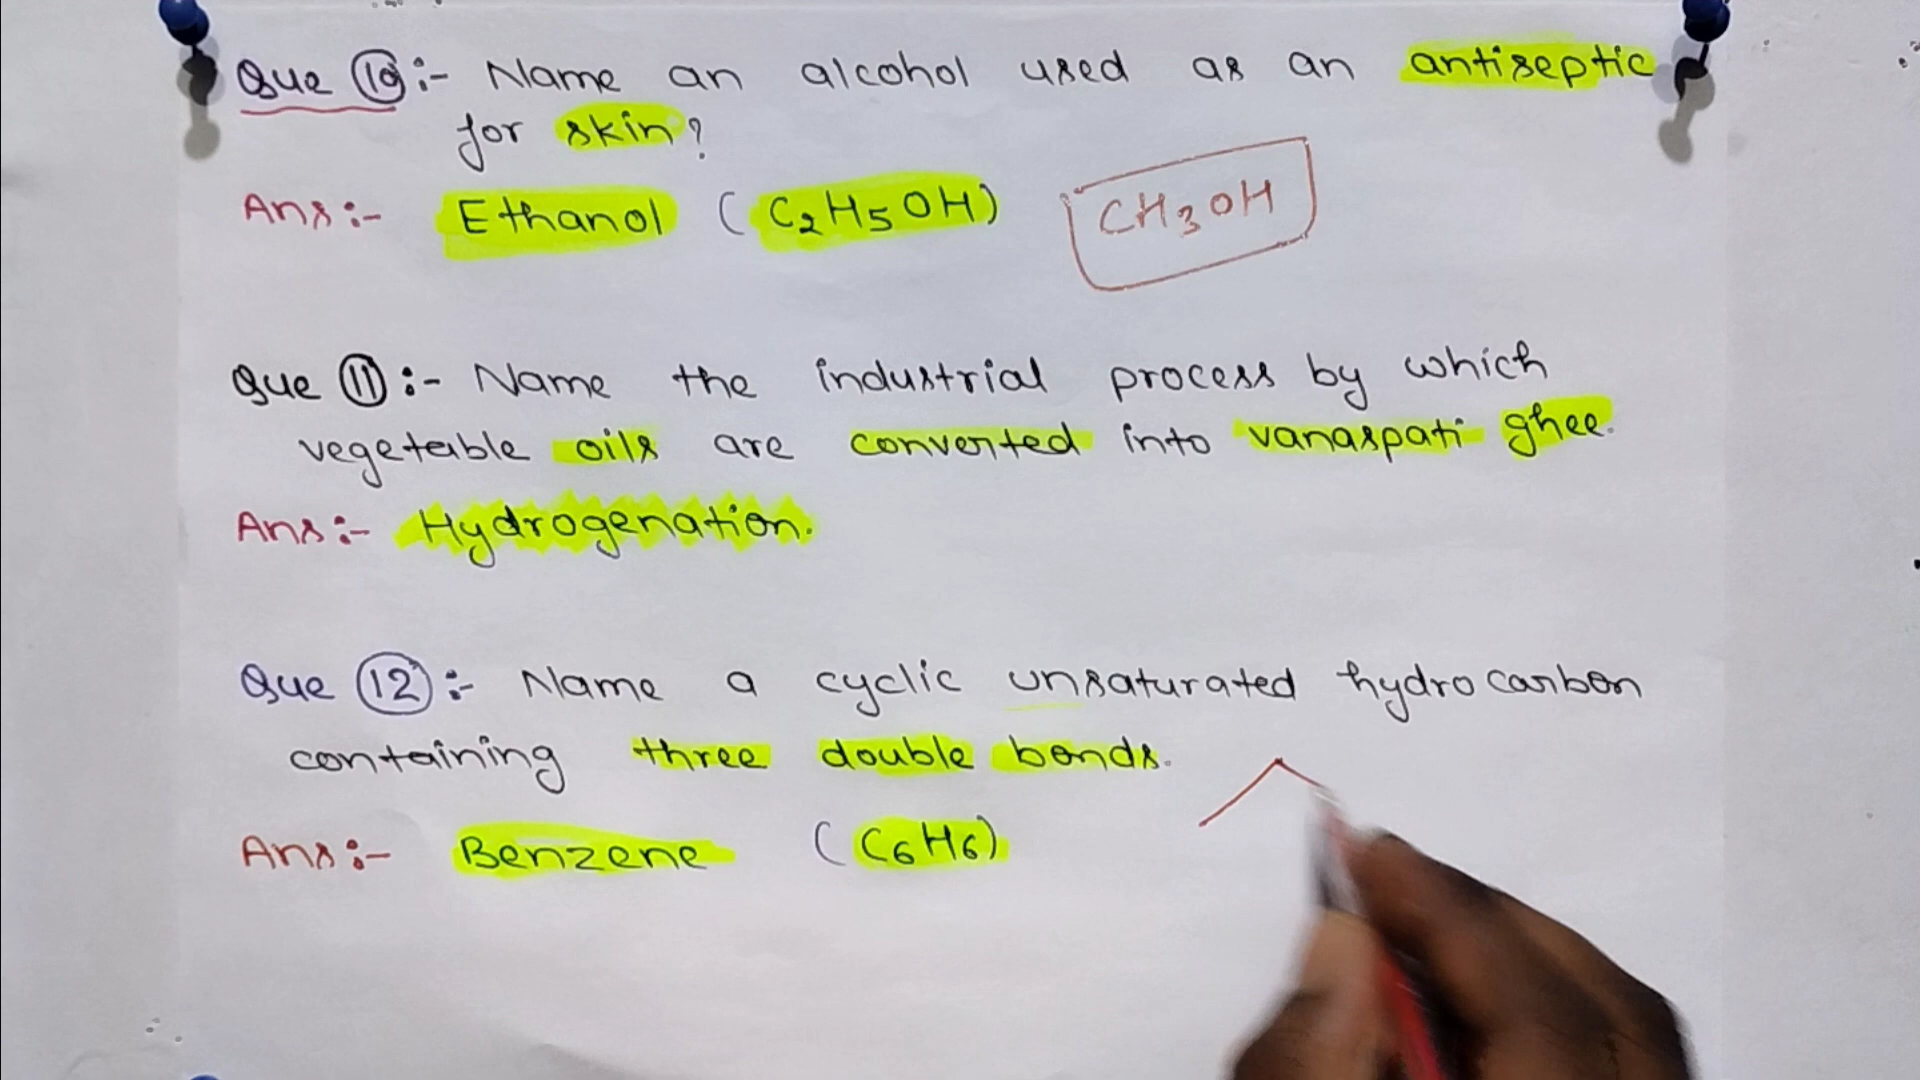 Que 10:- Name an alcohol used as an antiseptic
for skin?
Ans:- Ethanol (C₂H₅OH) CH₃OH
Que 11:- Name the industrial process by which
vegetable oils are converted into vanaspati ghee.
Ans:- Hydrogenation.
Que 12:- Name a cyclic unsaturated hydrocarbon
containing three double bonds.
Ans:- Benzene (C₆H₆)